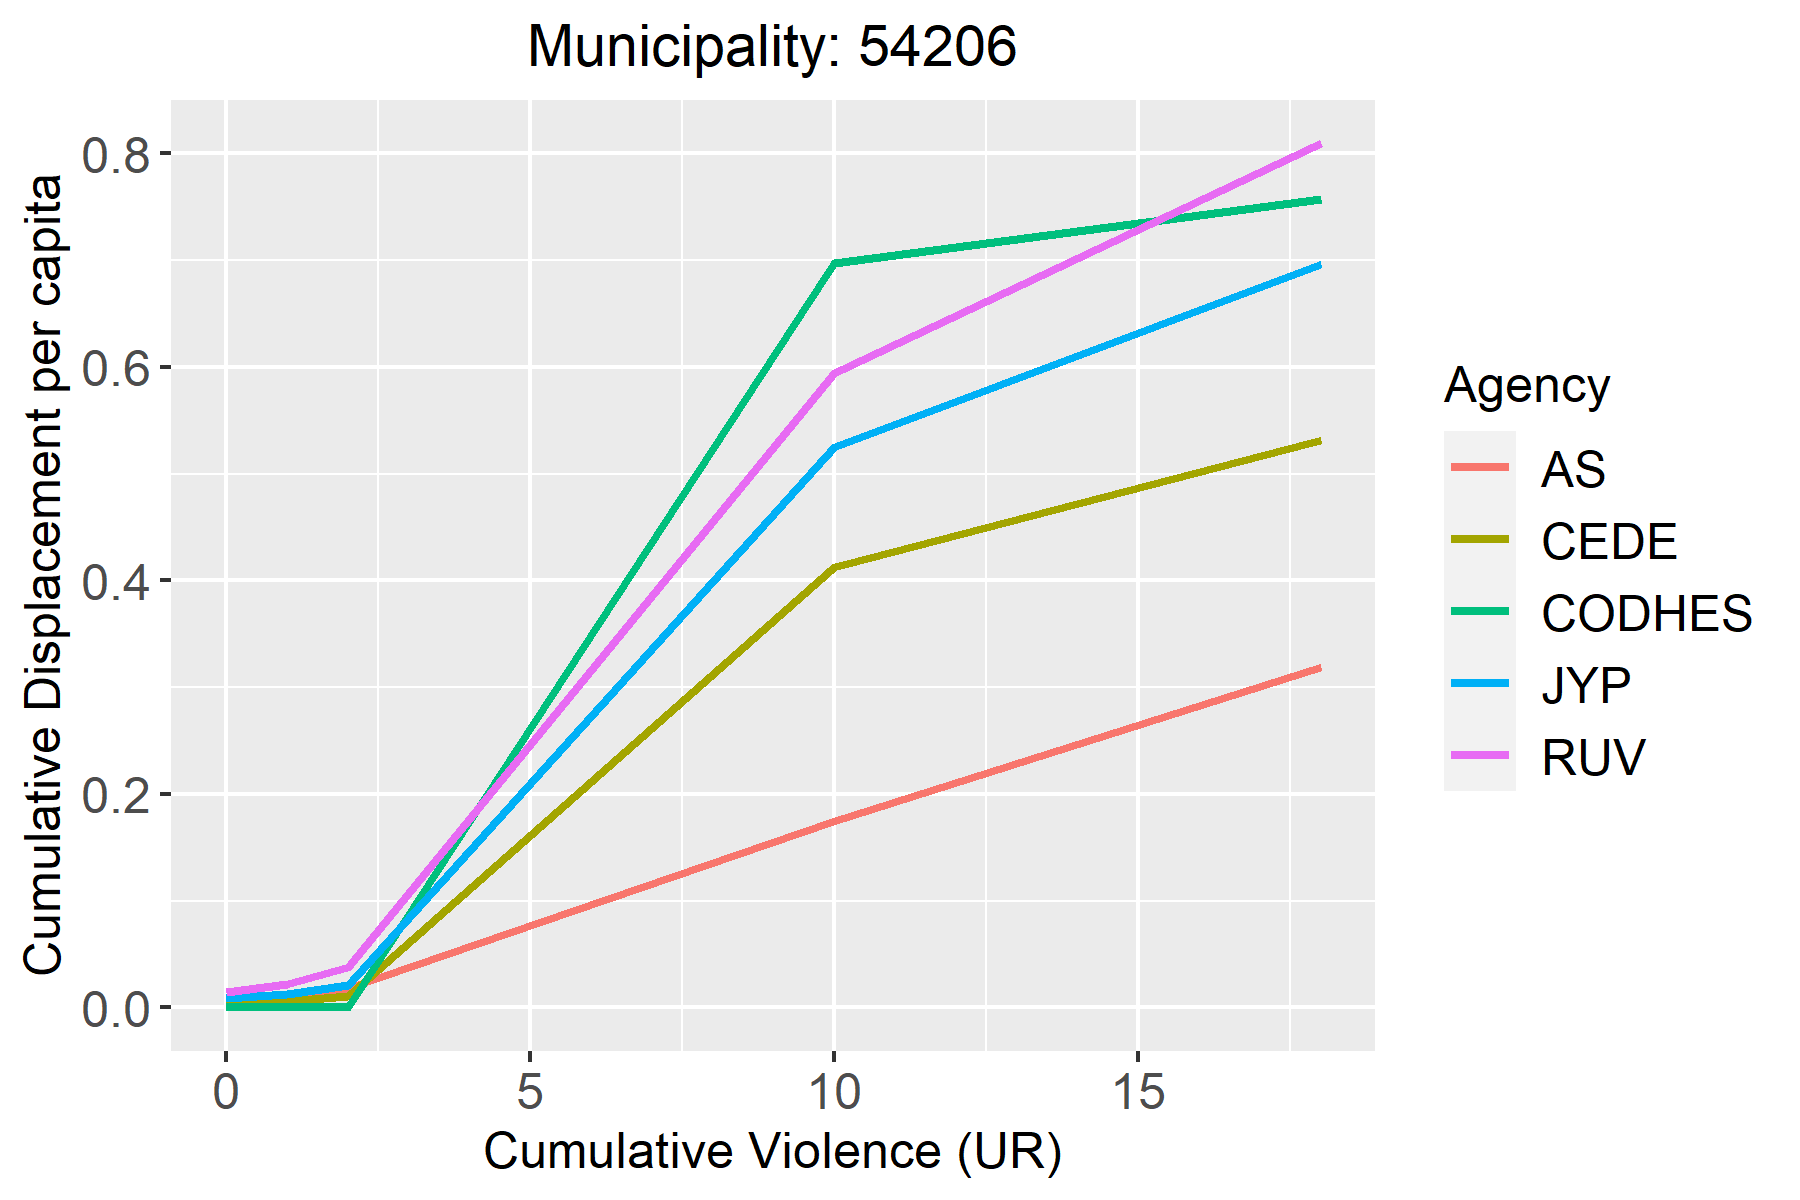 Municipality: 54206
Cumulative Displacement per capita
0.8
0.6
0.4
0.2
0.0
0
5
10
15
Cumulative Violence (UR)
Agency
AS
CEDE
CODHES
JYP
RUV